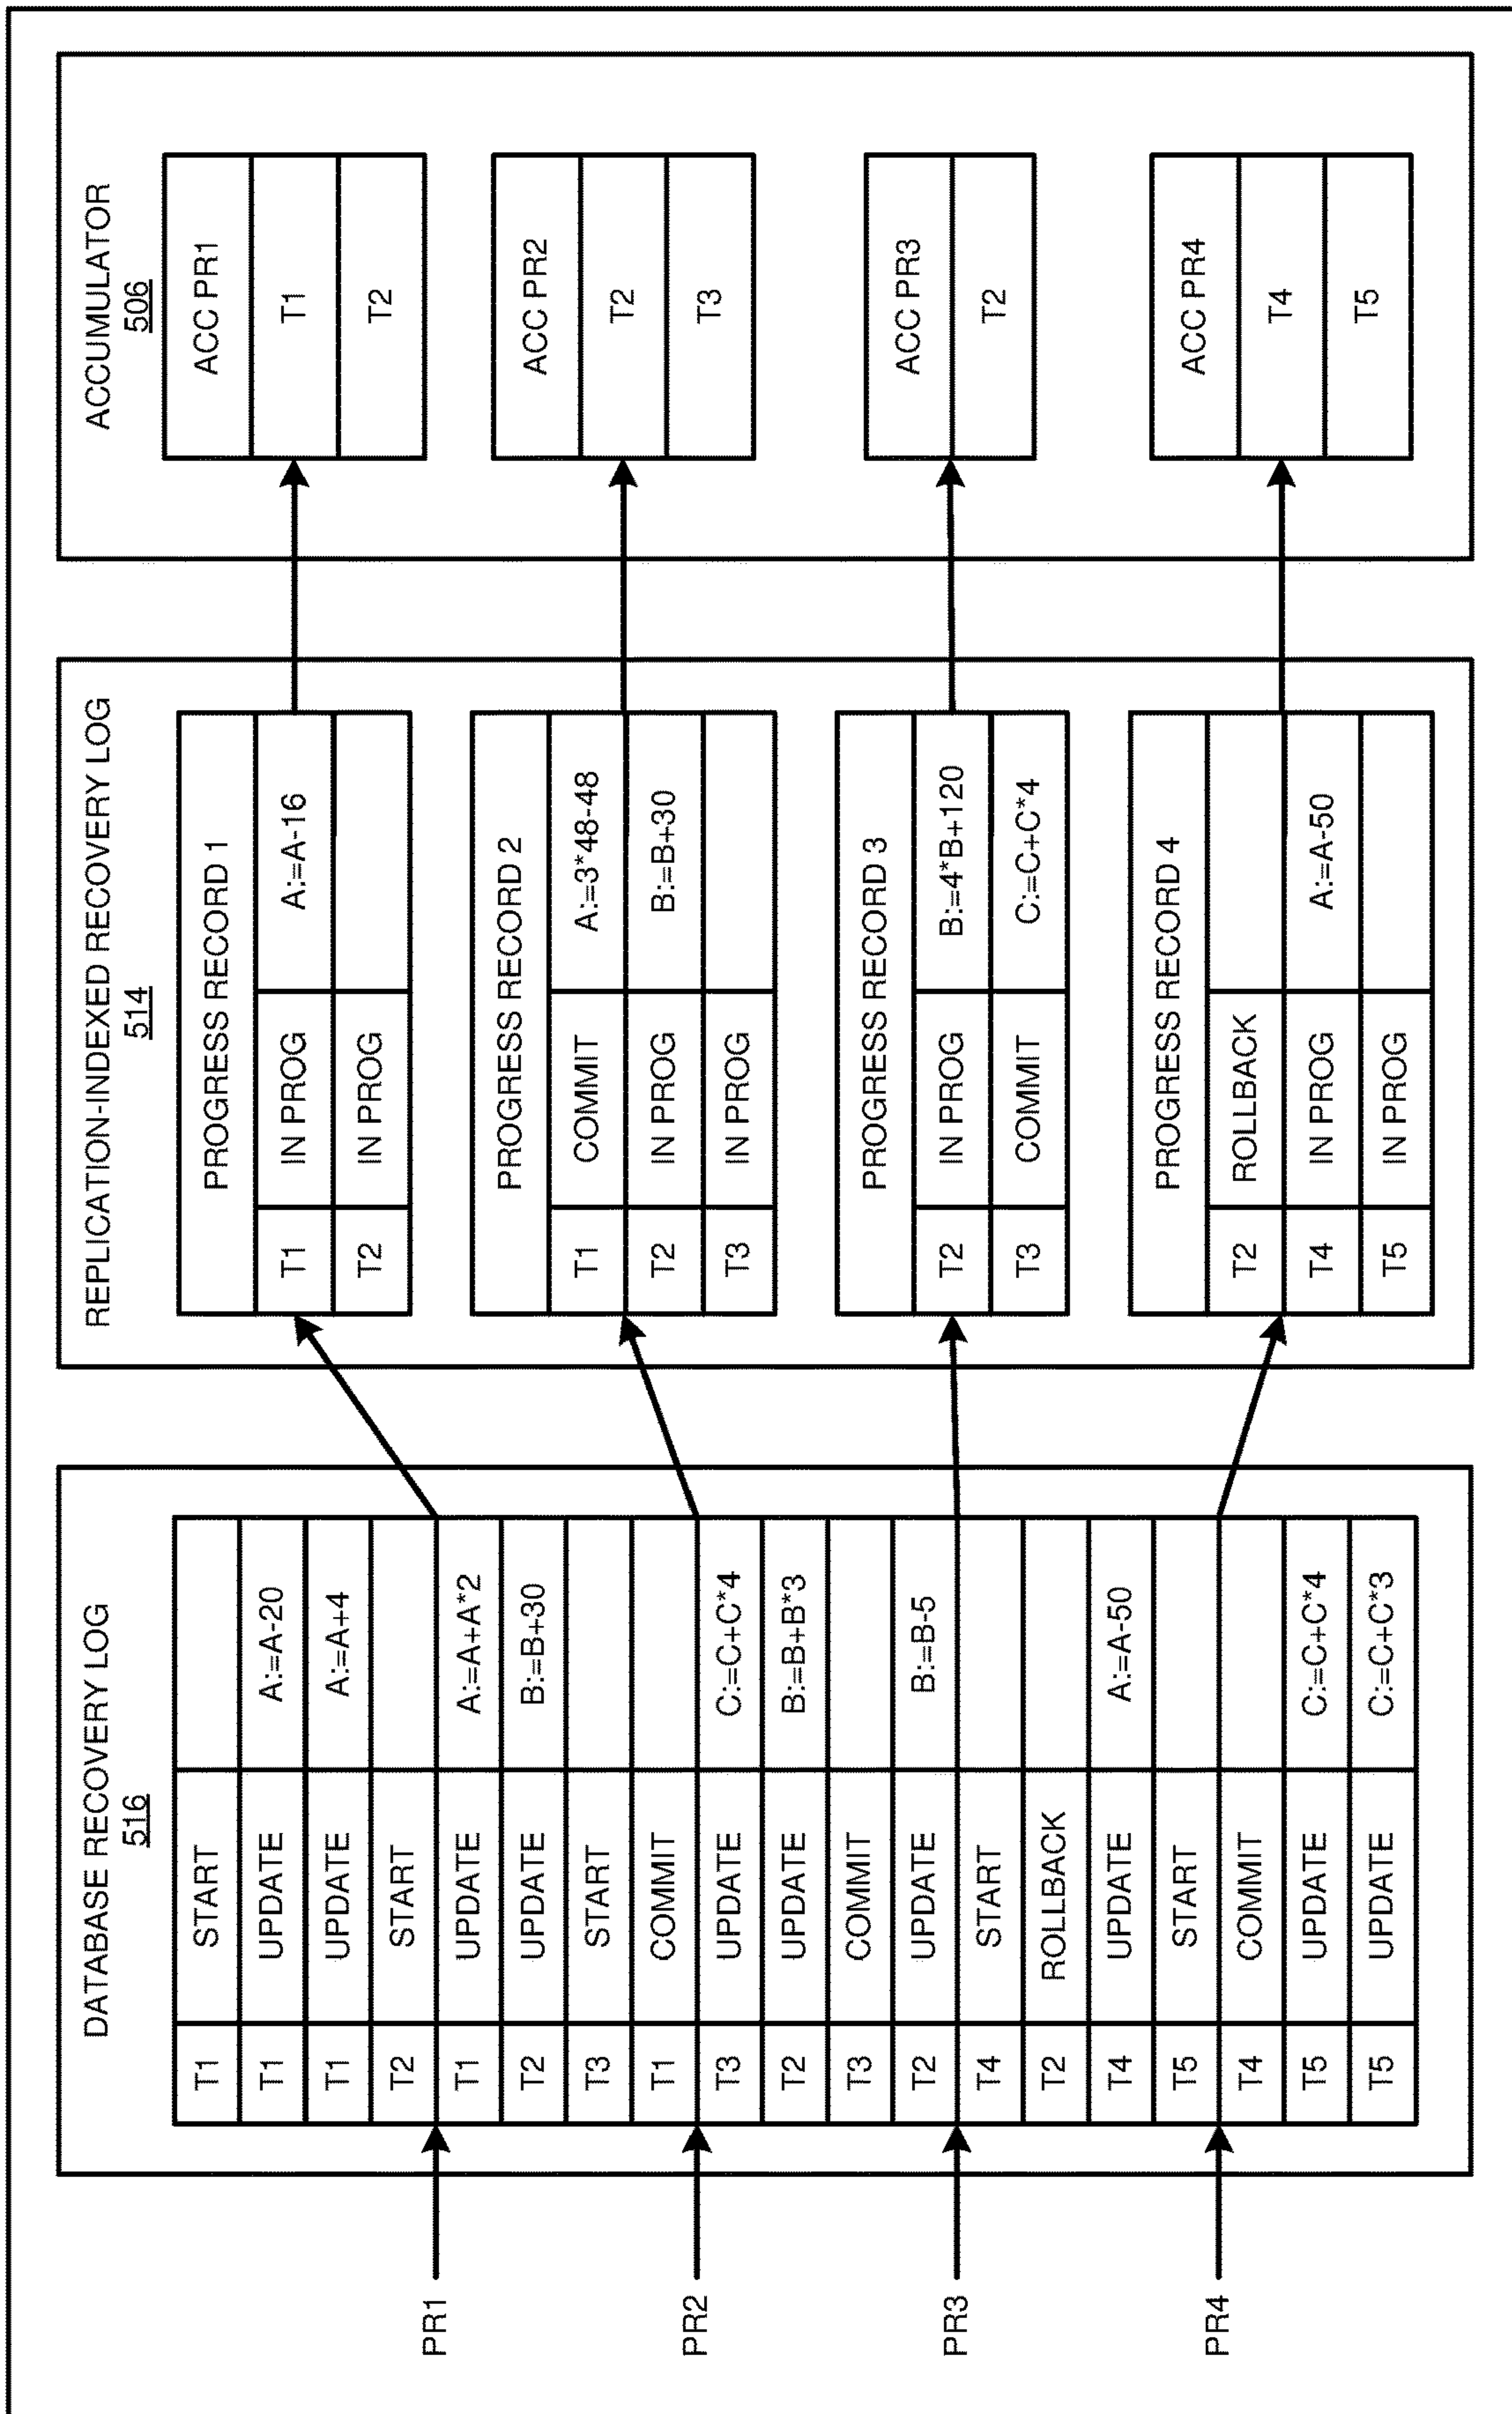 DATABASE RECOVERY LOG
516
T1 START
T1 UPDATE A:=A-20
T1 UPDATE A:=A+4
T2 START
T1 UPDATE A:=A+A*2
T2 UPDATE B:=B+30
T3 START
T1 COMMIT
T3 UPDATE C:=C+C*4
T2 UPDATE B:=B+B*3
T3 COMMIT
T2 UPDATE B:=B-5
T4 START
T2 ROLLBACK
T4 UPDATE A:=A-50
T5 START
T4 COMMIT
T5 UPDATE C:=C+C*4
T5 UPDATE C:=C+C*3
PR1
PR2
PR3
PR4
REPLICATION-INDEXED RECOVERY LOG
514
PROGRESS RECORD 1
T1 IN PROG A:=A-16
T2 IN PROG
PROGRESS RECORD 2
T1 COMMIT A:=3*48-48
T2 IN PROG B:=B+30
T3 IN PROG
PROGRESS RECORD 3
T2 IN PROG B:=4*B+120
T3 COMMIT C:=C+C*4
PROGRESS RECORD 4
T2 ROLLBACK
T4 IN PROG A:=A-50
T5 IN PROG
ACCUMULATOR
506
ACC PR1
T1
T2
ACC PR2
T2
T3
ACC PR3
T2
ACC PR4
T4
T5